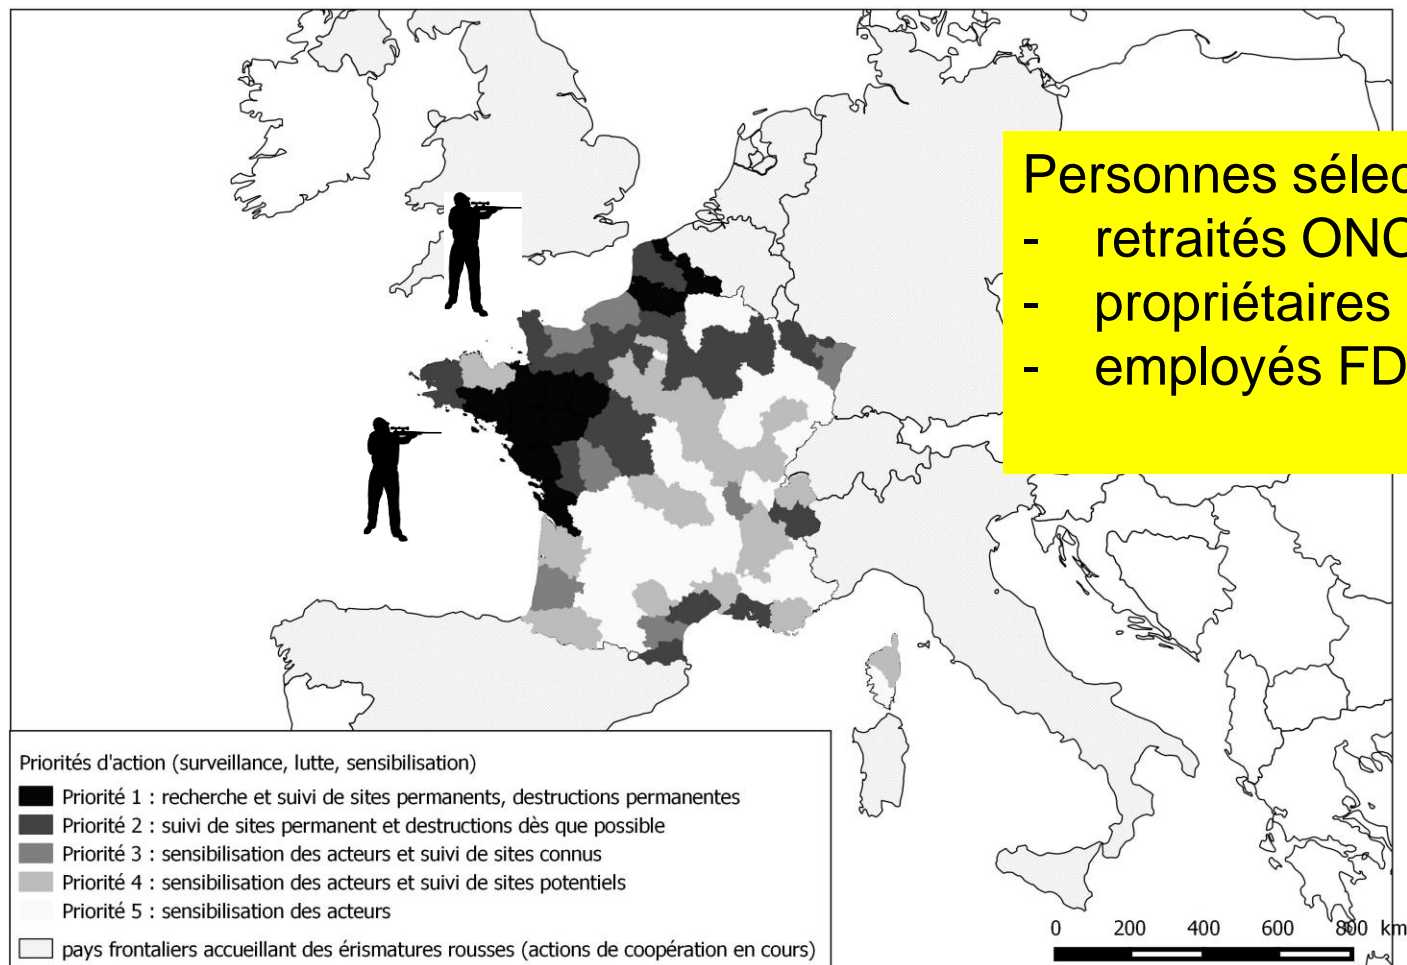 Personnes sélec
- retraités ONC
- propriétaires
- employés FD
Priorités d'action (surveillance, lutte, sensibilisation)
Priorité 1 : recherche et suivi de sites permanents, destructions permanentes
Priorité 2 : suivi de sites permanent et destructions dès que possible
Priorité 3 : sensibilisation des acteurs et suivi de sites connus
Priorité 4 : sensibilisation des acteurs et suivi de sites potentiels
Priorité 5 : sensibilisation des acteurs
pays frontaliers accueillant des érismatures rousses (actions de coopération en cours)
0 200 400 600 800 km